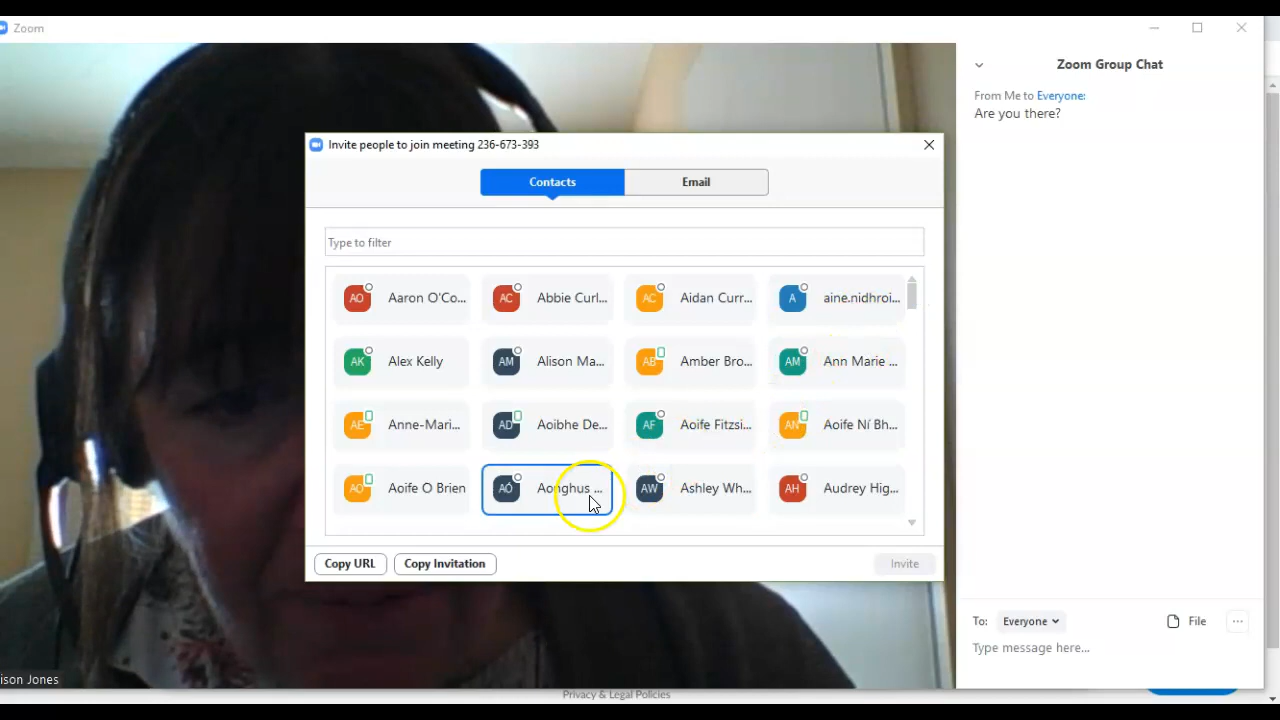 Zoom
Zoom Group Chat
From Me to Everyone:
Are you there?
Invite people to join meeting 236-673-393
Contacts
Email
Type to filter
AO Aaron O'Co...
AC Abbie Curl...
AC Aidan Curr...
A aine.nidhroi...
AK Alex Kelly
AM Alison Ma...
AB Amber Bro...
AM Ann Marie ...
AE Anne-Mari...
AD Aoibhe De...
AF Aoife Fitzsi...
AN Aoife Ní Bh...
AO Aoife O Brien
AÓ Aonghus ...
AW Ashley Wh...
AH Audrey Hig...
Copy URL
Copy Invitation
Invite
To: Everyone
File
...
Type message here...
ison Jones
Privacy & Legal Policies